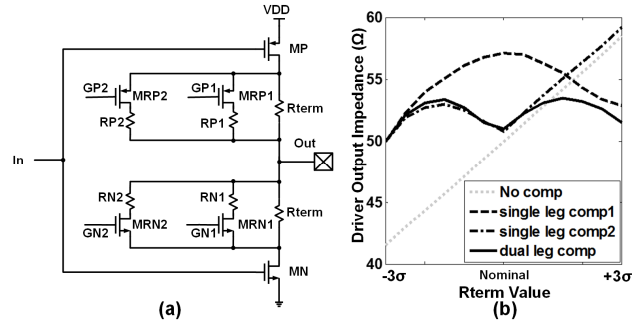 VDD
MP
GP2
MRP2
GP1
MRP1
Rterm
RP2
RP1
Out
In
RN2
RN1
Rterm
GN2
MRN2
GN1
MRN1
MN
(a)
Driver Output Impedance (Ω)
60
55
50
45
40
No comp
single leg comp1
single leg comp2
dual leg comp
-3σ
Nominal
+3σ
Rterm Value
(b)